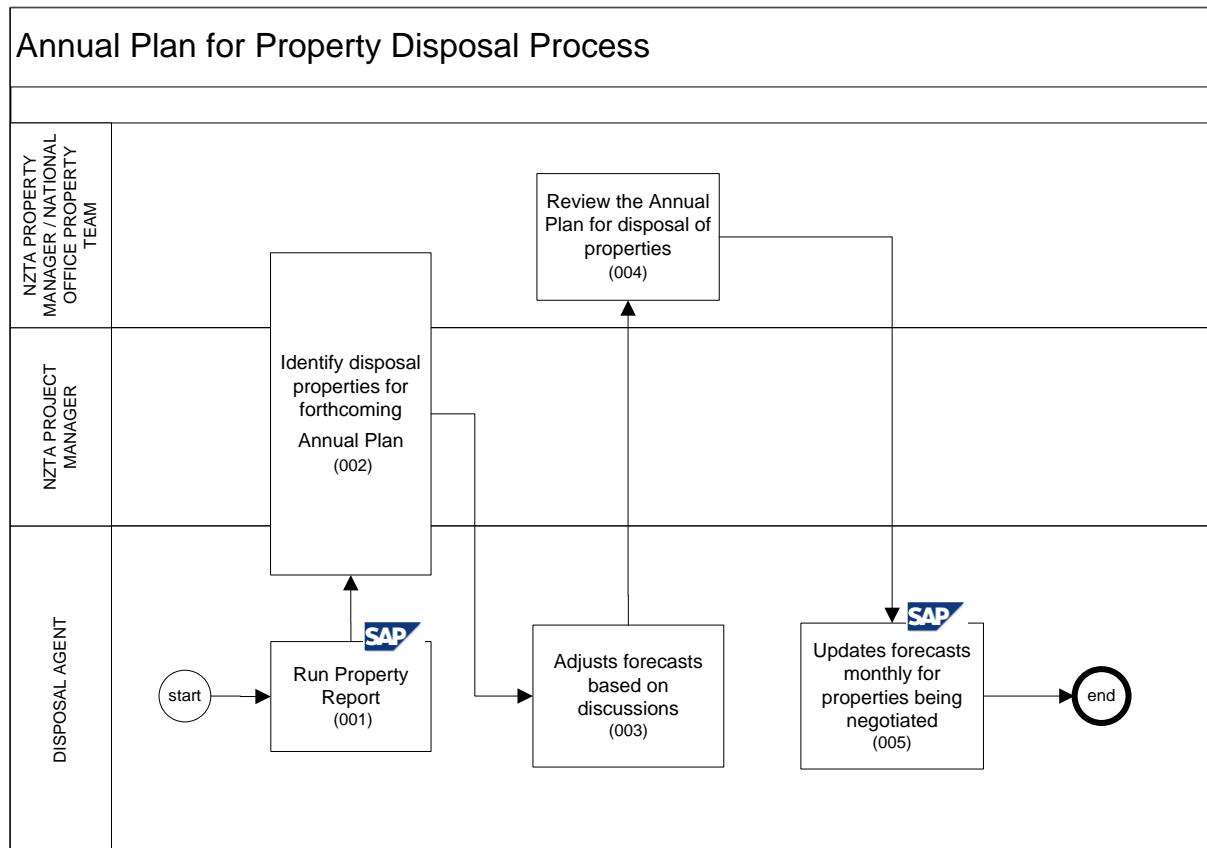 Annual Plan for Property Disposal Process
NZTA PROPERTY
MANAGER / NATIONAL
OFFICE PROPERTY
TEAM
Review the Annual
Plan for disposal of
properties
(004)
NZTA PROJECT
MANAGER
Identify disposal
properties for
forthcoming
Annual Plan
(002)
DISPOSAL AGENT
start
SAP
Run Property
Report
(001)
Adjusts forecasts
based on
discussions
(003)
SAP
Updates forecasts
monthly for
properties being
negotiated
(005)
end